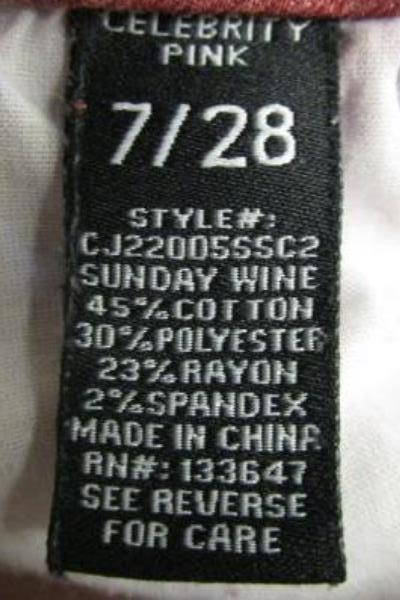 CELEBRITY
PINK
7/28
STYLE#:
CJ22005SSC2
SUNDAY WINE
45%COTTON
30%POLYESTER
23%RAYON
2%SPANDEX
MADE IN CHINA
RN#: 133647
SEE REVERSE
FOR CARE